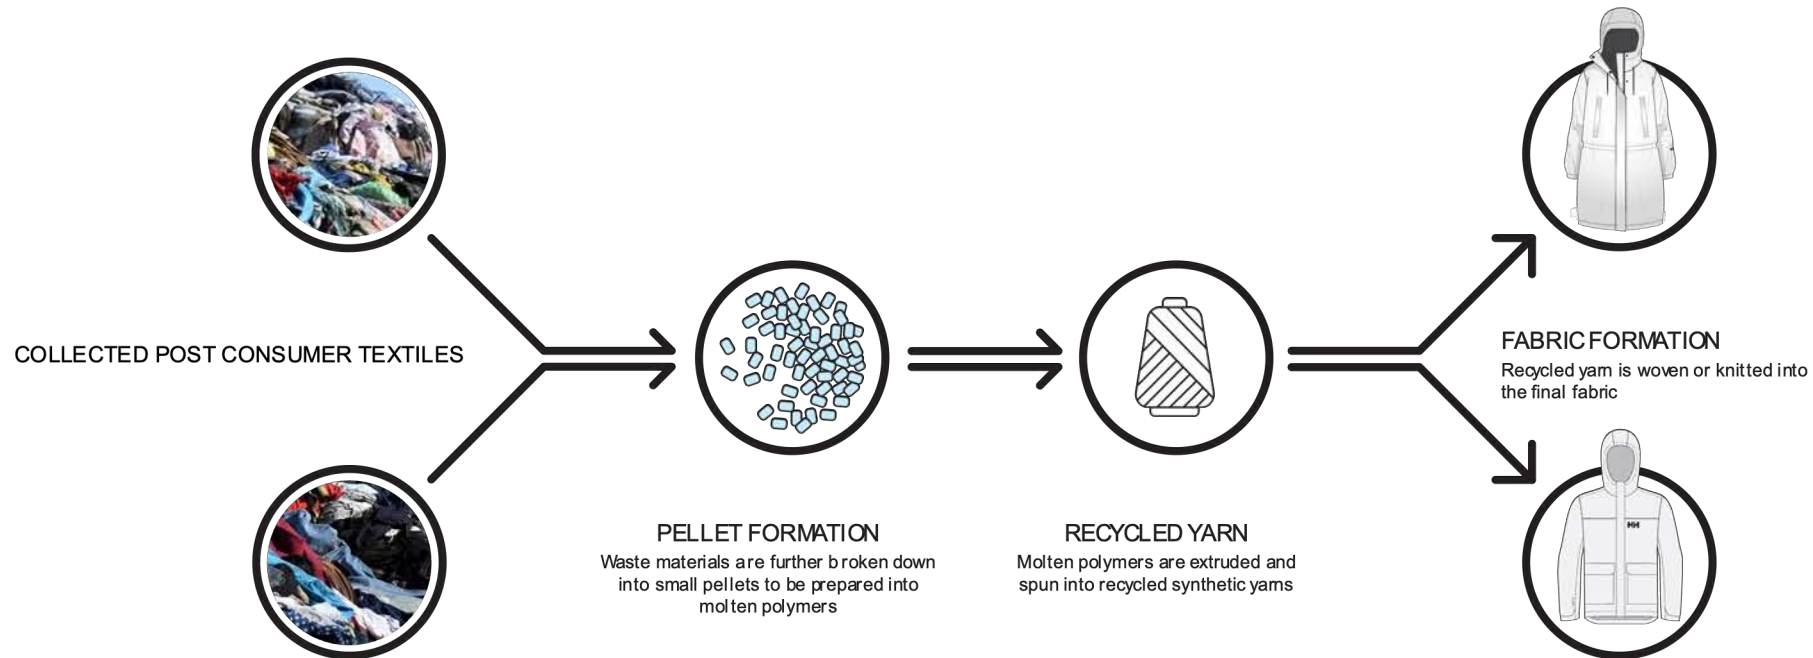 COLLECTED POST CONSUMER TEXTILES
PELLET FORMATION
Waste materials are further broken down
into small pellets to be prepared into
molten polymers
RECYCLED YARN
Molten polymers are extruded and
spun into recycled synthetic yarns
FABRIC FORMATION
Recycled yarn is woven or knitted into
the final fabric
HH